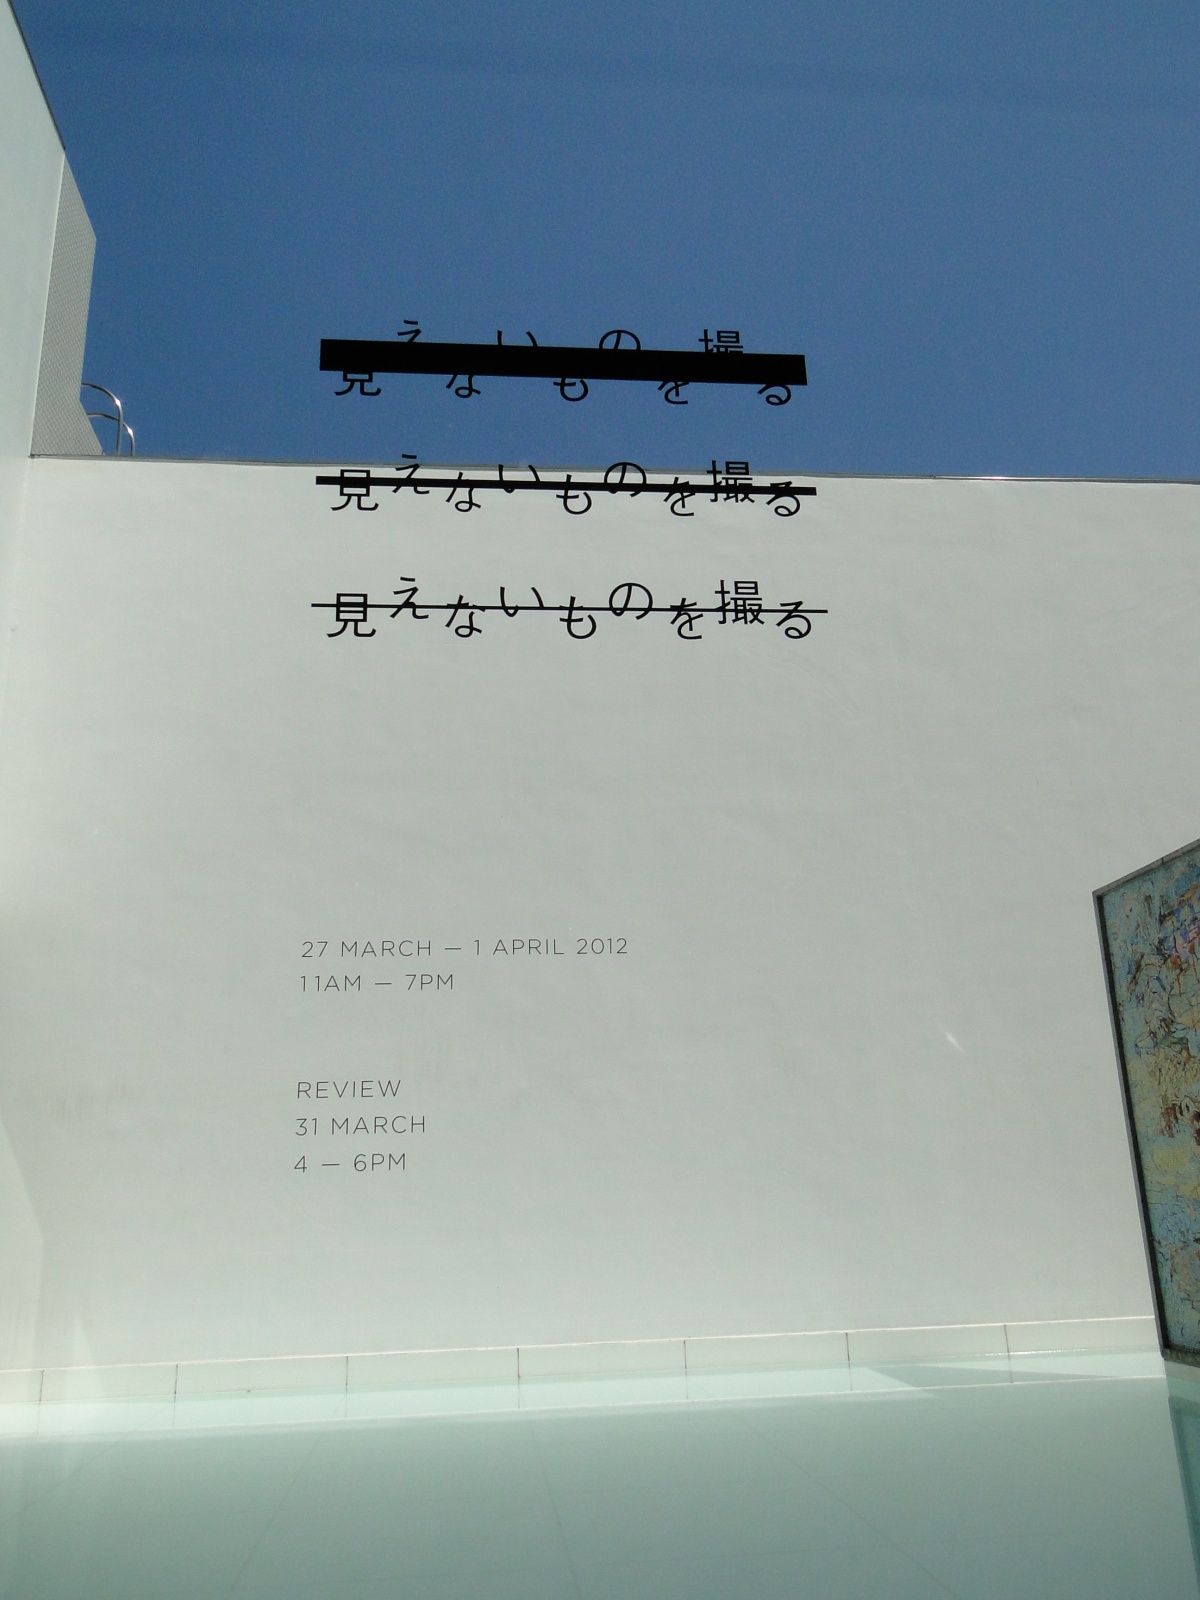 見えないものを撮る
見えないものを撮る
見えないものを撮る
27 MARCH — 1 APRIL 2012
11AM — 7PM
REVIEW
31 MARCH
4 — 6PM